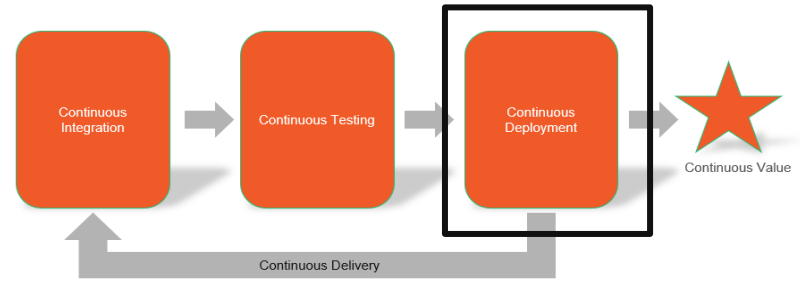 Continuous
Integration
Continuous Testing
Continuous
Deployment
Continuous Value
Continuous Delivery